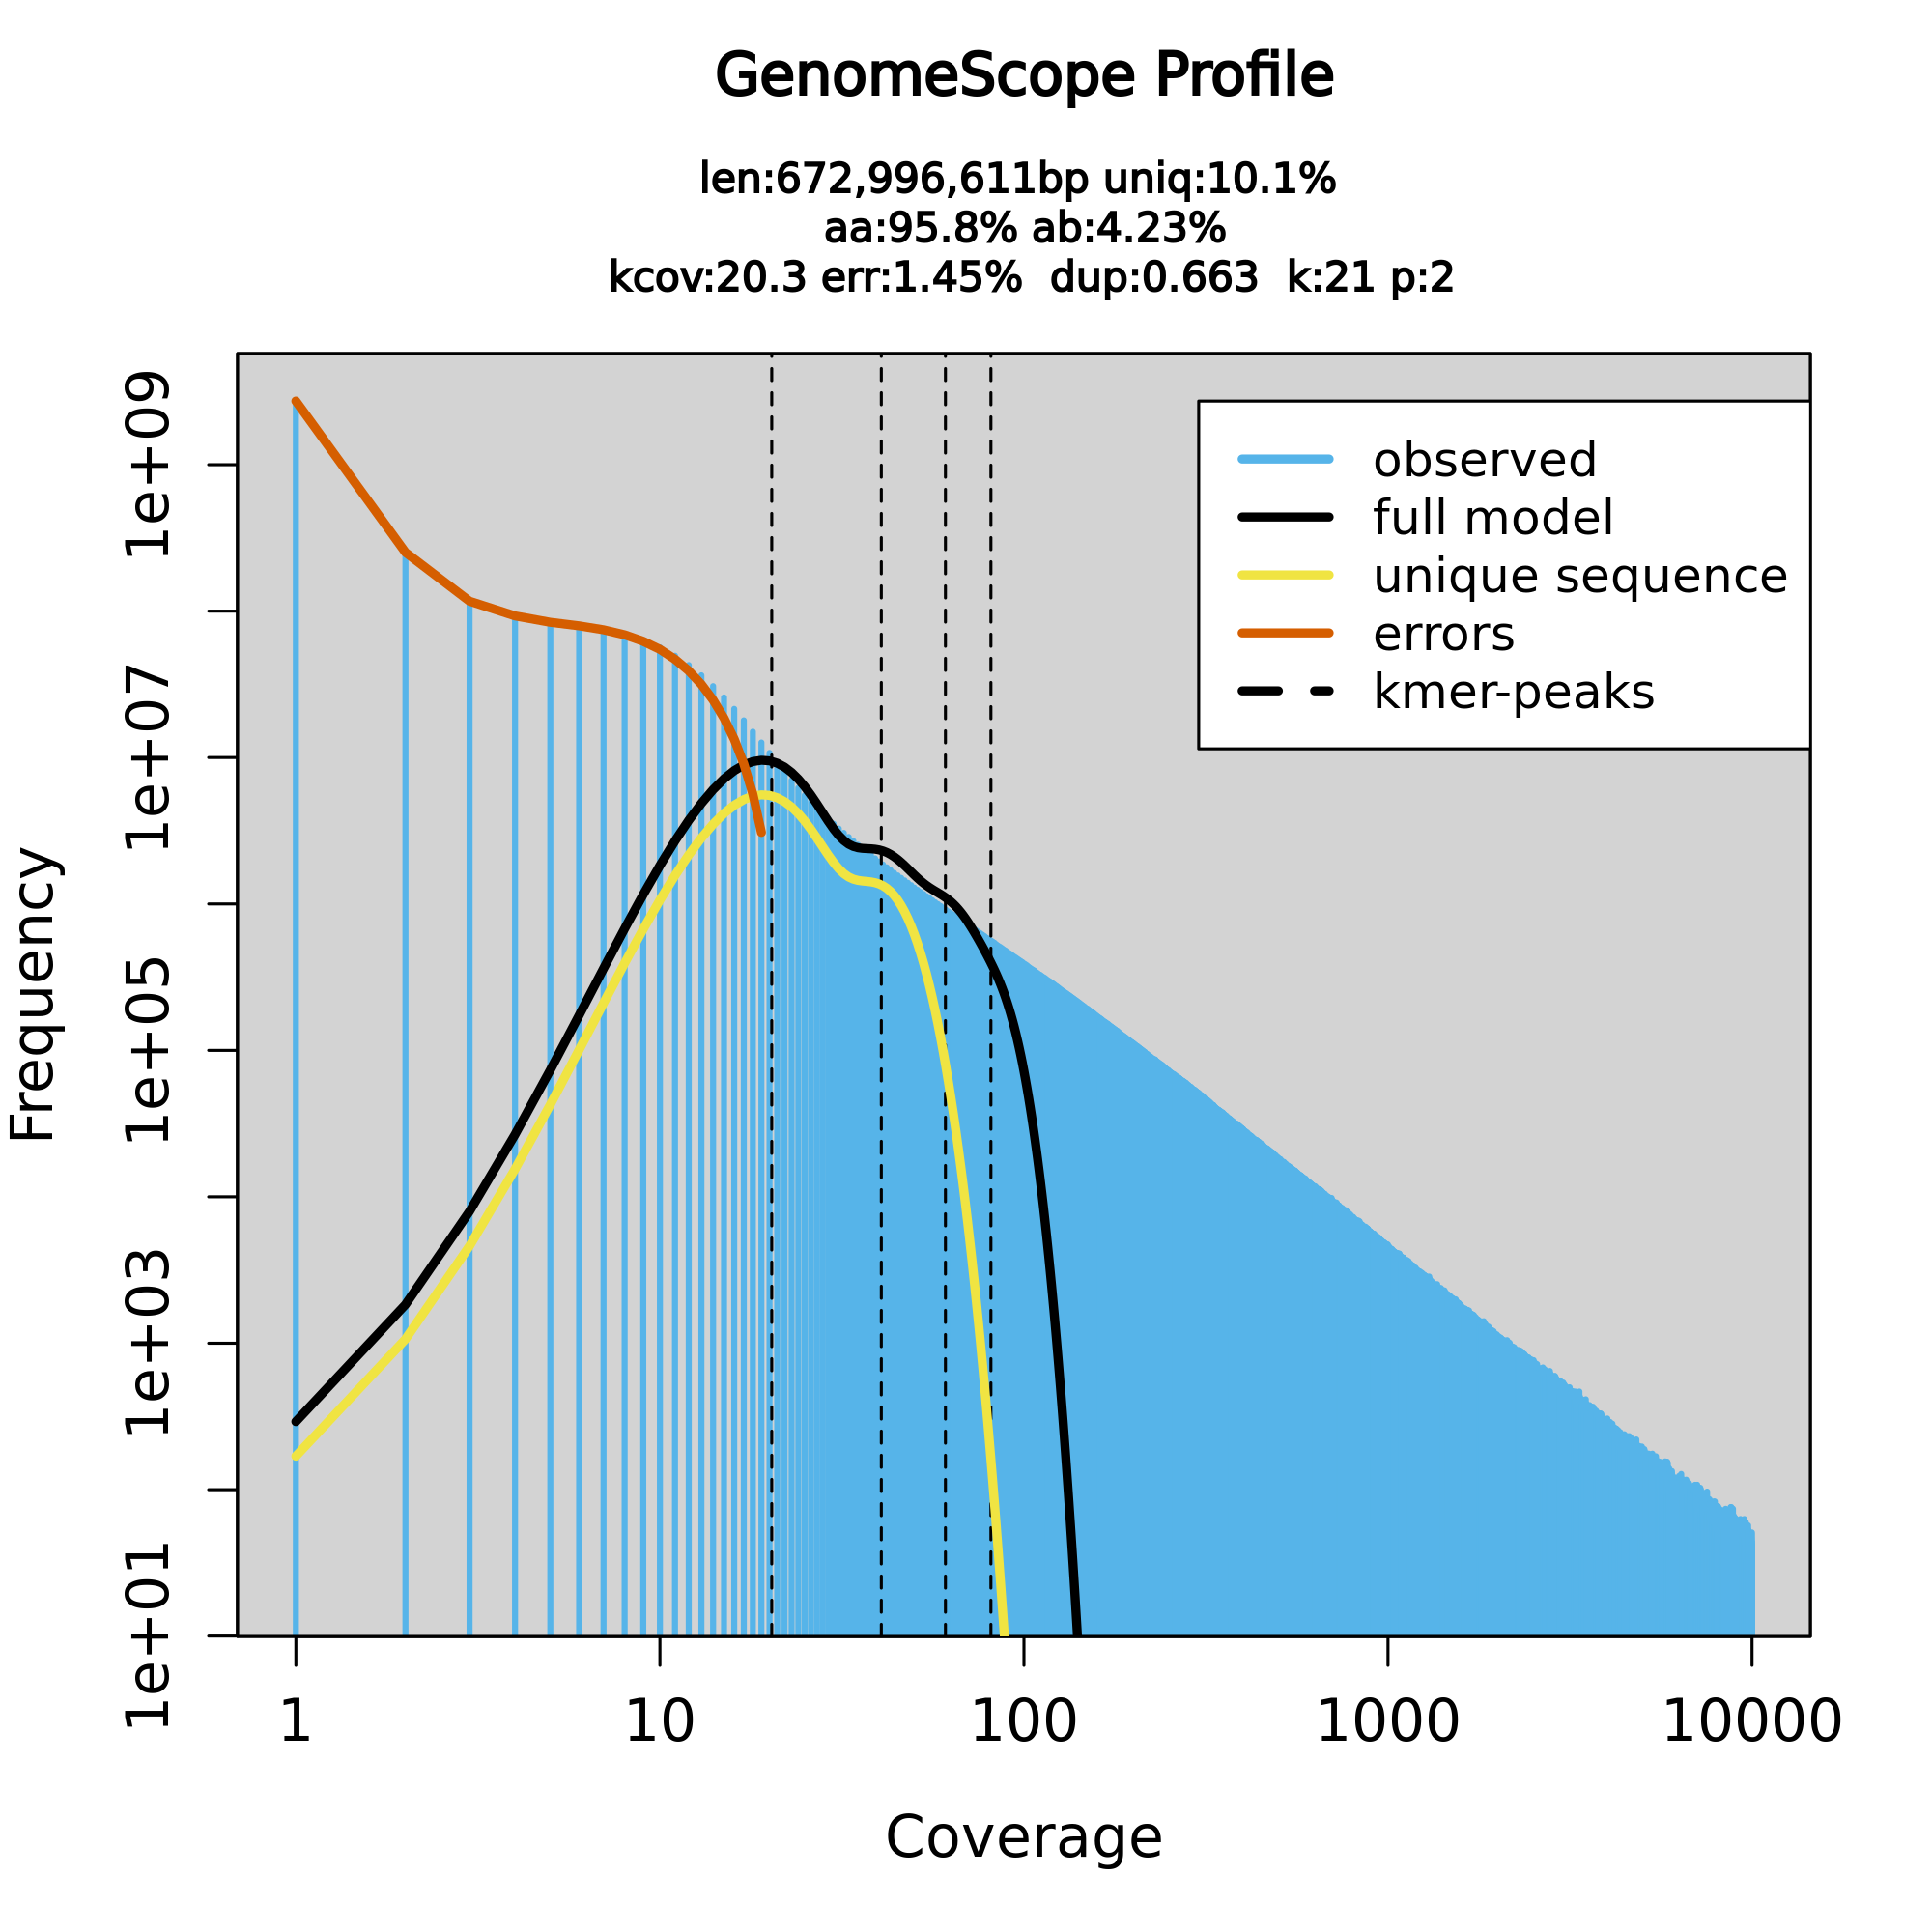 GenomeScope Profile
len:672,996,611bp uniq:10.1%
aa:95.8% ab:4.23%
kcov:20.3 err:1.45%  dup:0.663  k:21 p:2
observed
full model
unique sequence
errors
kmer-peaks
Frequency
1e+09
1e+07
1e+05
1e+03
1e+01
1 10 100 1000 10000
Coverage